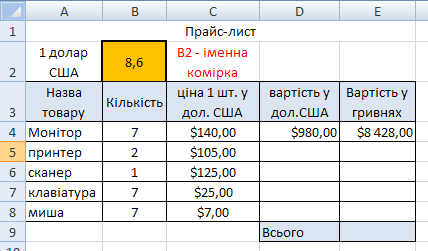 A B C D E
1 Прайс-лист
2 1 долар США 8,6 B2 - іменна комірка
3 Назва товару Кількість ціна 1 шт. у дол. США вартість у дол.США Вартість у гривнях
4 Монітор 7 $140,00 $980,00 $8 428,00
5 принтер 2 $105,00
6 сканер 1 $125,00
7 клавіатура 7 $25,00
8 миша 7 $7,00
9 Всього